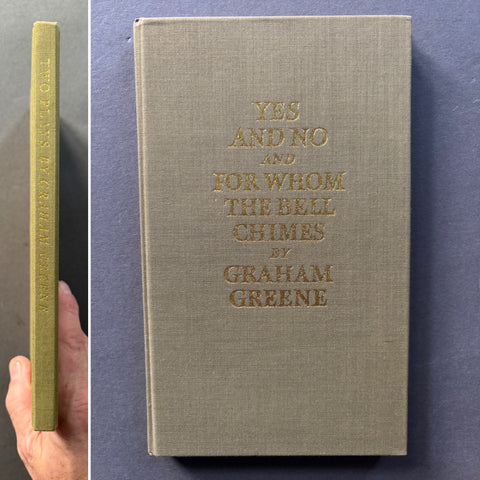 TWO PLAYS BY GRAHAM GREENE
YES
AND NO
AND
FOR WHOM
THE BELL
CHIMES
BY
GRAHAM
GREENE